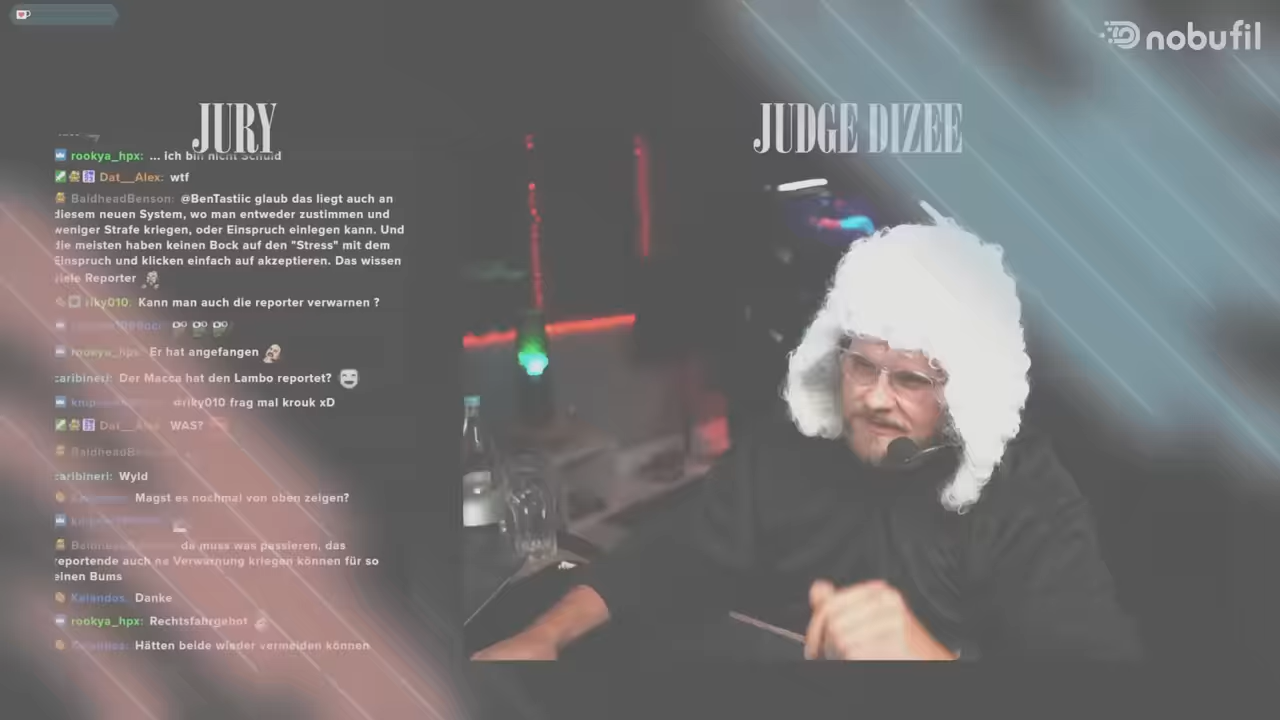 nobufil
JURY
JUDGE DIZEE
rookya_hpx: ... ich bin nicht Schuld
Dat__Alex: wtf
BaldheadBenson: @BenTastiic glaub das liegt auch an
diesem neuen System, wo man entweder zustimmen und
weniger Strafe kriegen, oder Einspruch einlegen kann. Und
die meisten haben keinen Bock auf den "Stress" mit dem
Einspruch und klicken einfach auf akzeptieren. Das wissen
viele Reporter
riky010: Kann man auch die reporter verwarnen ?
rookya_hpx: Er hat angefangen
caribineri: Der Macca hat den Lambo reportet?
@riky010 frag mal krouk xD
Dat__Alex: WAS?
BaldheadBenson:
caribineri: Wyld
Magst es nochmal von oben zeigen?
BaldheadBenson: da muss was passieren, das
reportende auch ne Verwarnung kriegen können für so
einen Bums
Kalandos: Danke
rookya_hpx: Rechtsfahrgebot
Hätten beide wieder vermeiden können